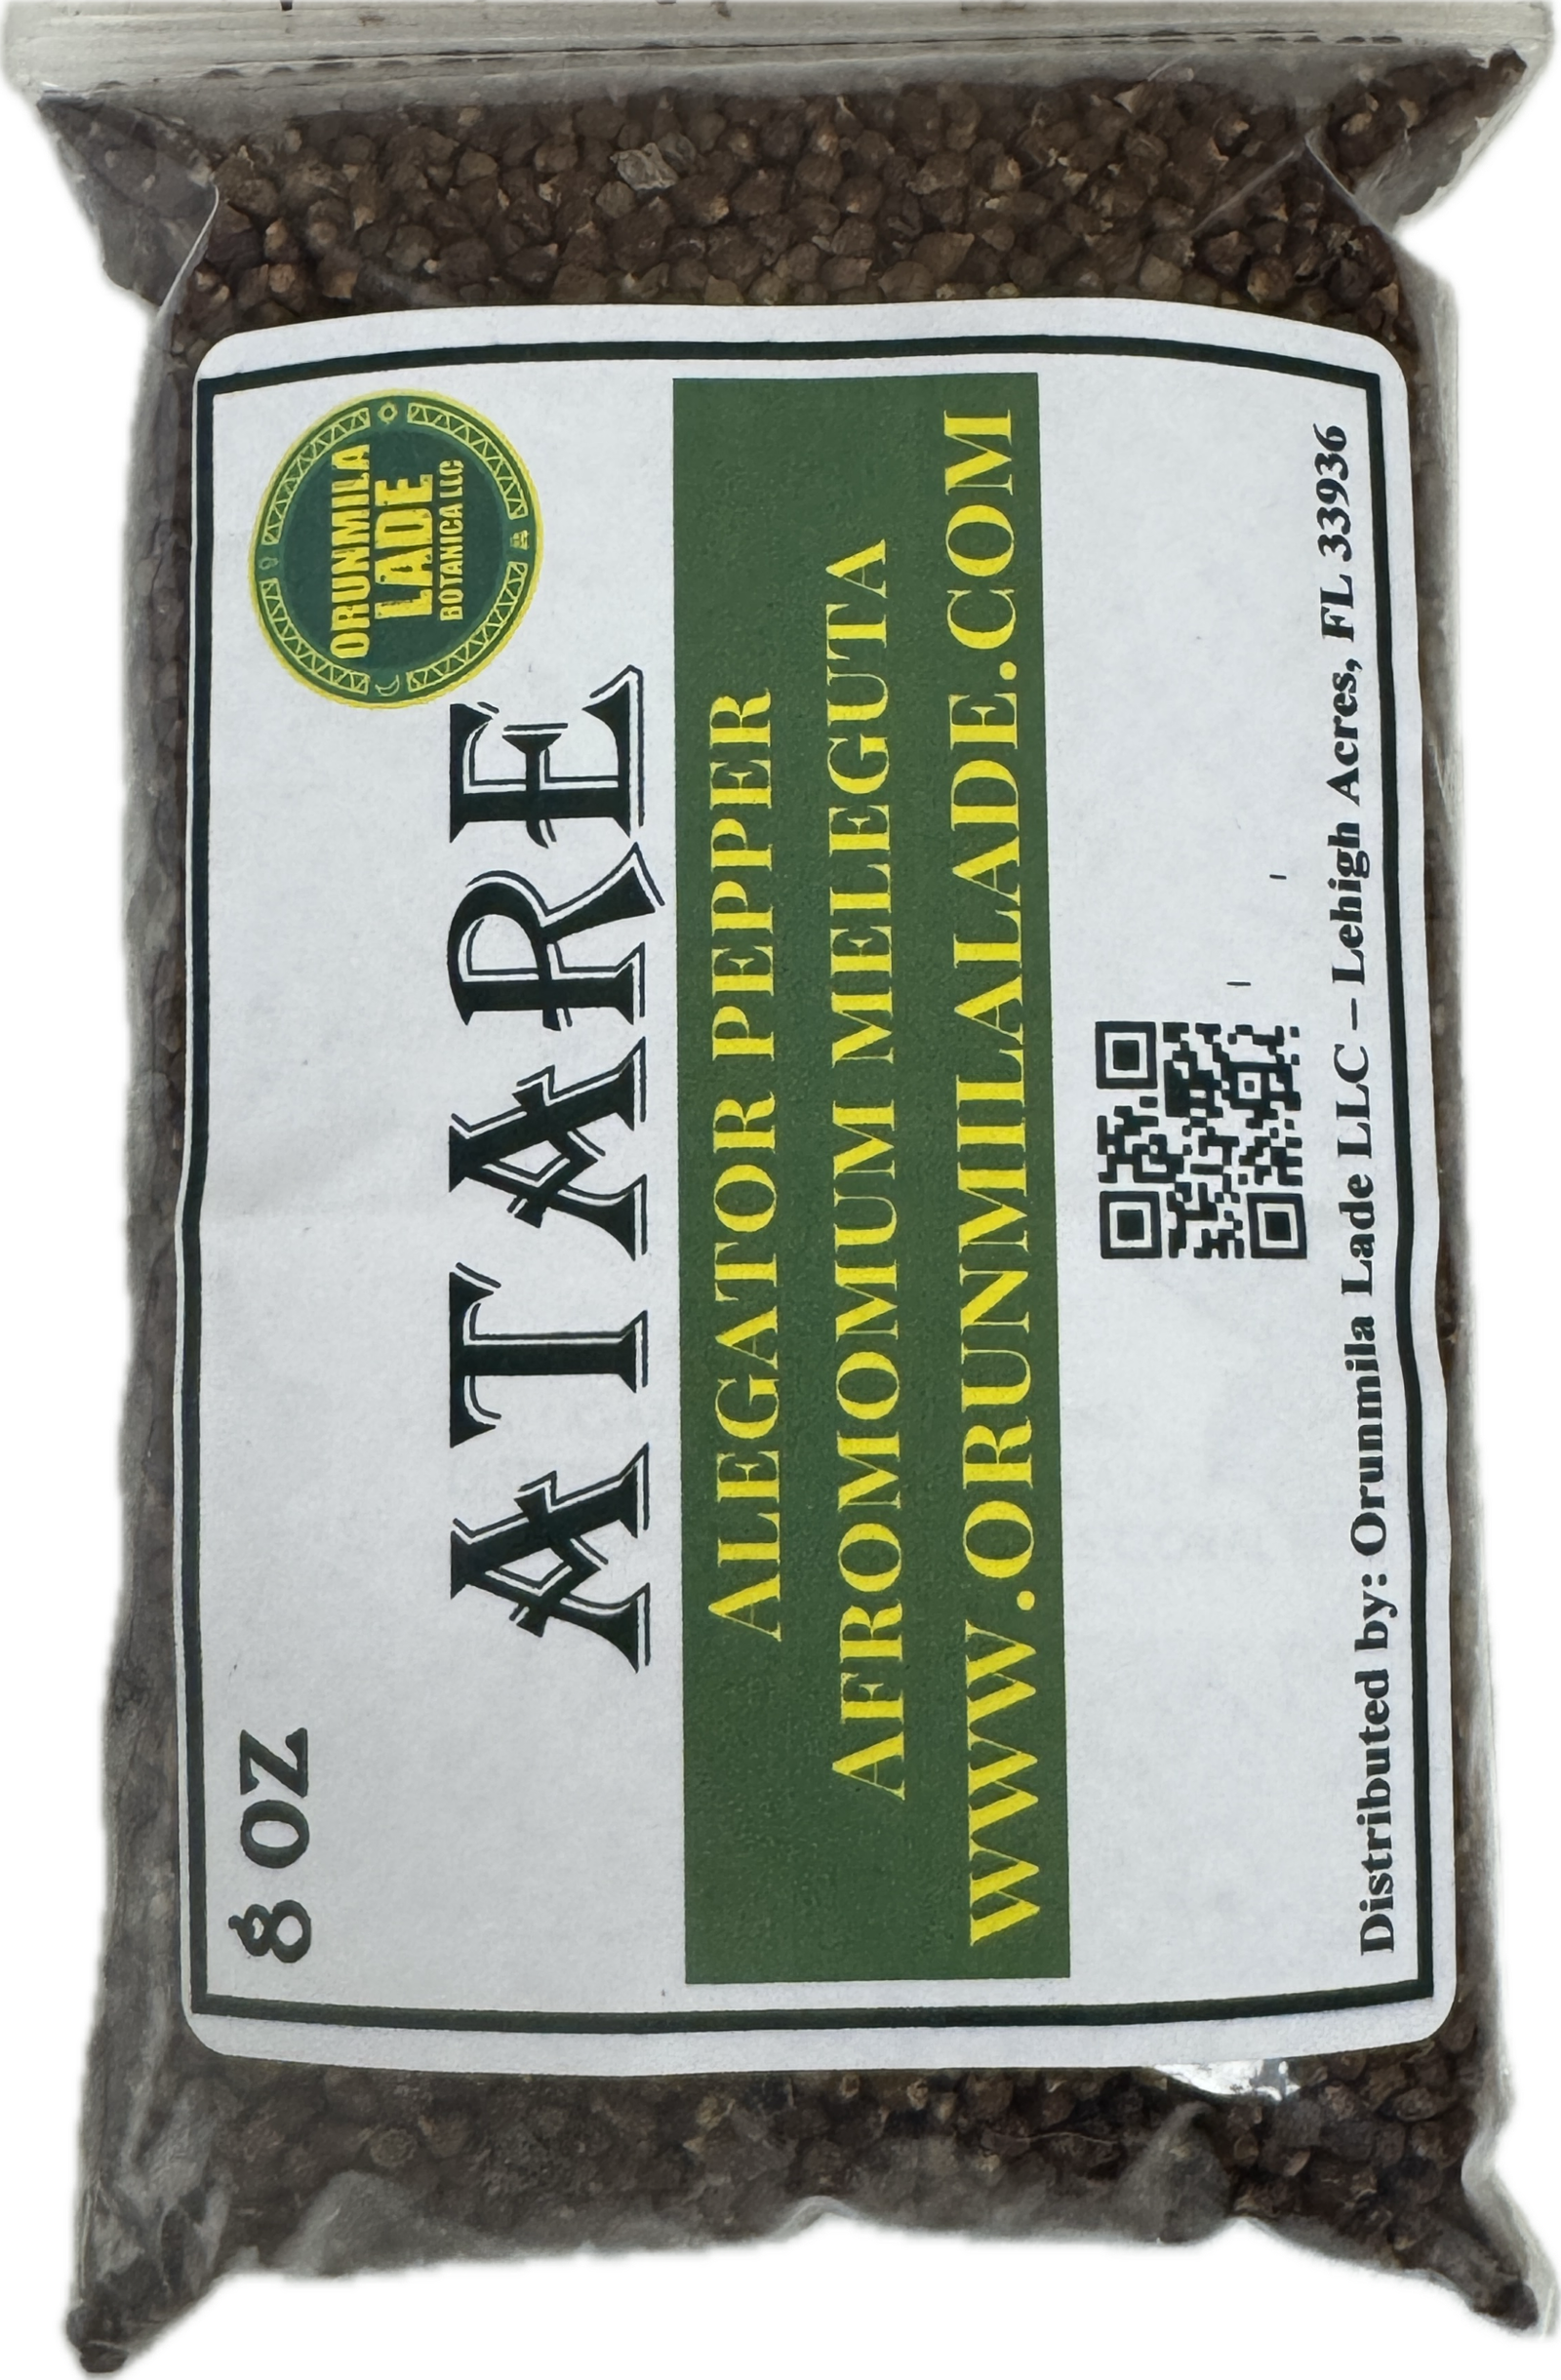 8 OZ
ORUNMILA
LADE
BOTANICA LLC
ATARE
ALEGATOR PEPPER
AFROMOMUM MELEGUTA
WWW.ORUNMILALADE.COM
Distributed by: Orunmila Lade LLC – Lehigh Acres, FL 33936